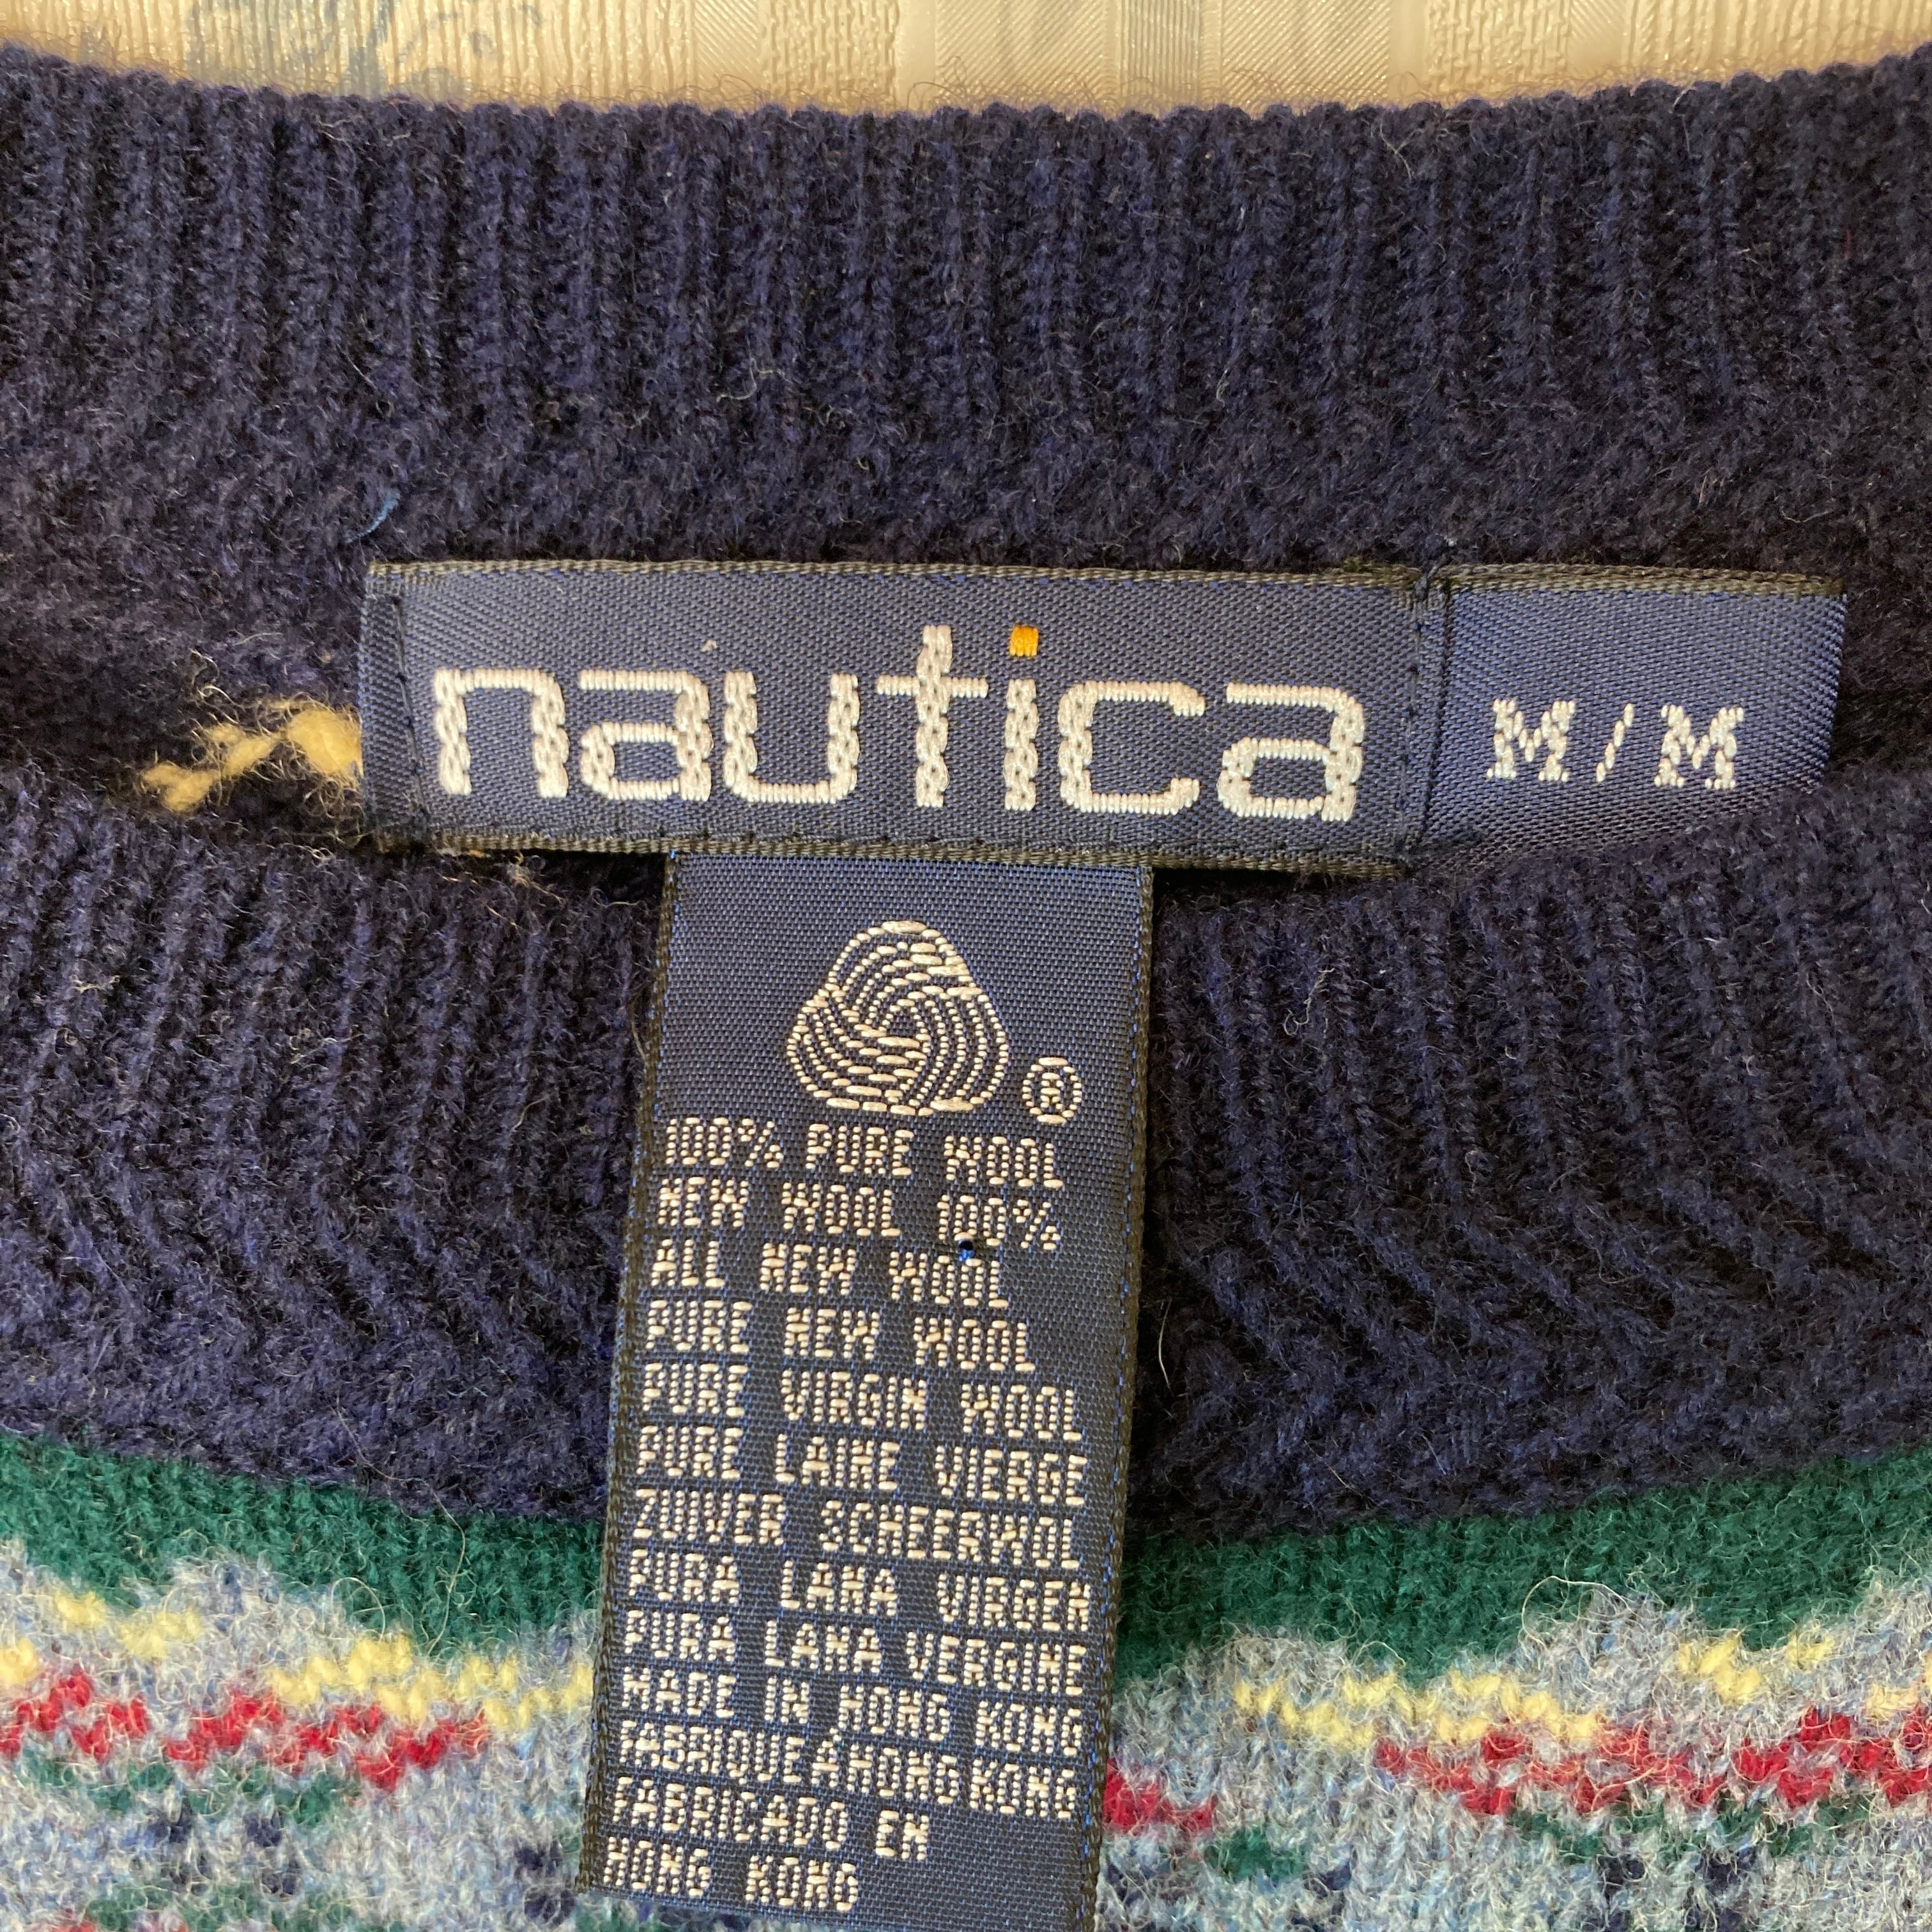 nautica
M/M
®
100% PURE WOOL
NEW WOOL 100%
ALL NEW WOOL
PURE NEW WOOL
PURE VIRGIN WOOL
PURE LAINE VIERGE
ZUIVER SCHEERWOL
PURA LANA VIRGEN
PURA LANA VERGINE
MADE IN HONG KONG
FABRIQUE À HONG KONG
FABRICADO EN
HONG KONG